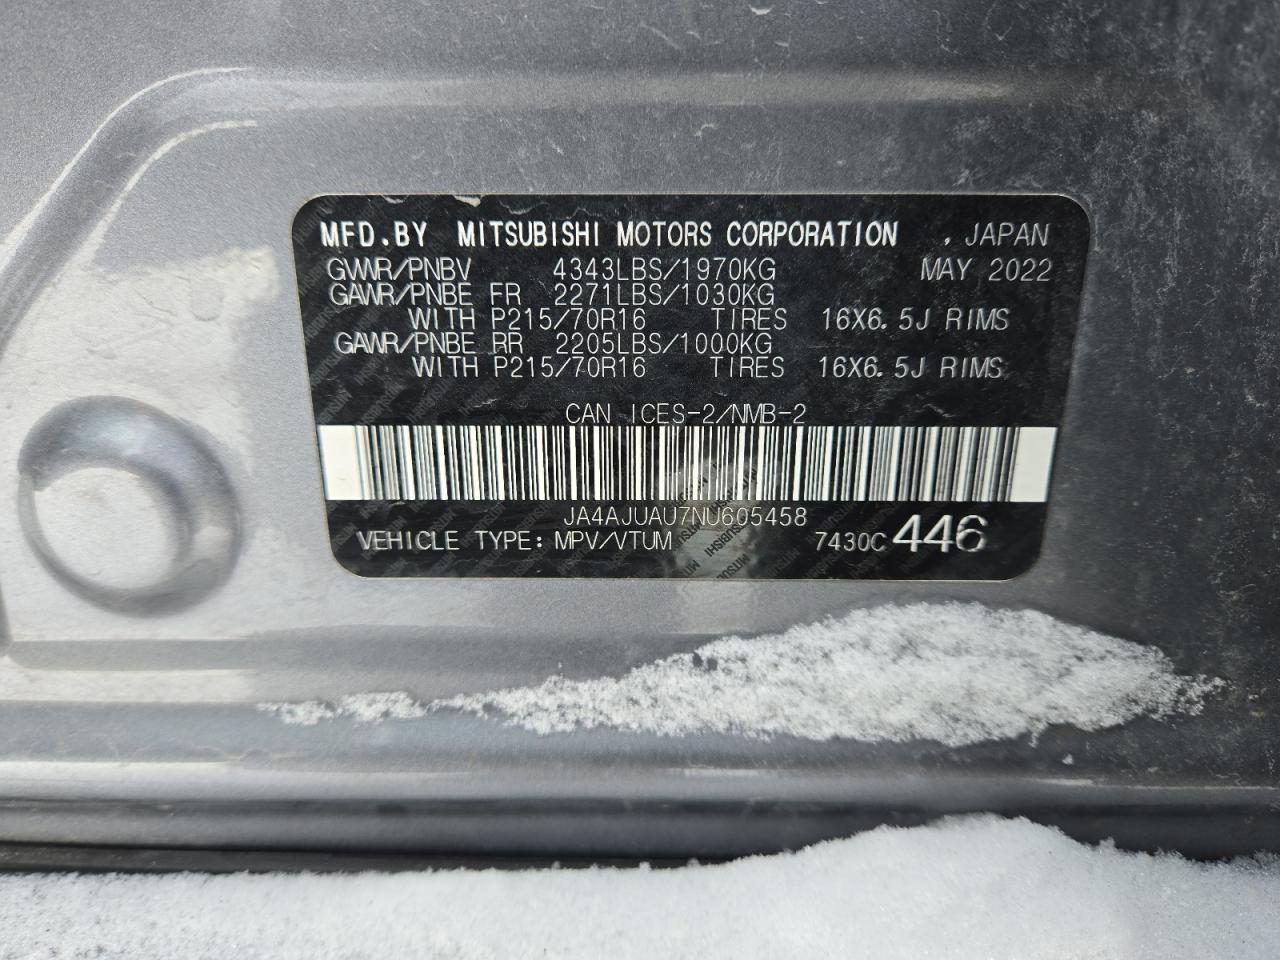 MFD.BY MITSUBISHI MOTORS CORPORATION , JAPAN
GVWR/PNBV 4343LBS/1970KG MAY 2022
GAWR/PNBE FR 2271LBS/1030KG
WITH P215/70R16 TIRES 16X6.5J RIMS
GAWR/PNBE RR 2205LBS/1000KG
WITH P215/70R16 TIRES 16X6.5J RIMS
CAN ICES-2/NMB-2
JA4AJUAU7NU605458
VEHICLE TYPE: MPV/VTUM 7430C 446